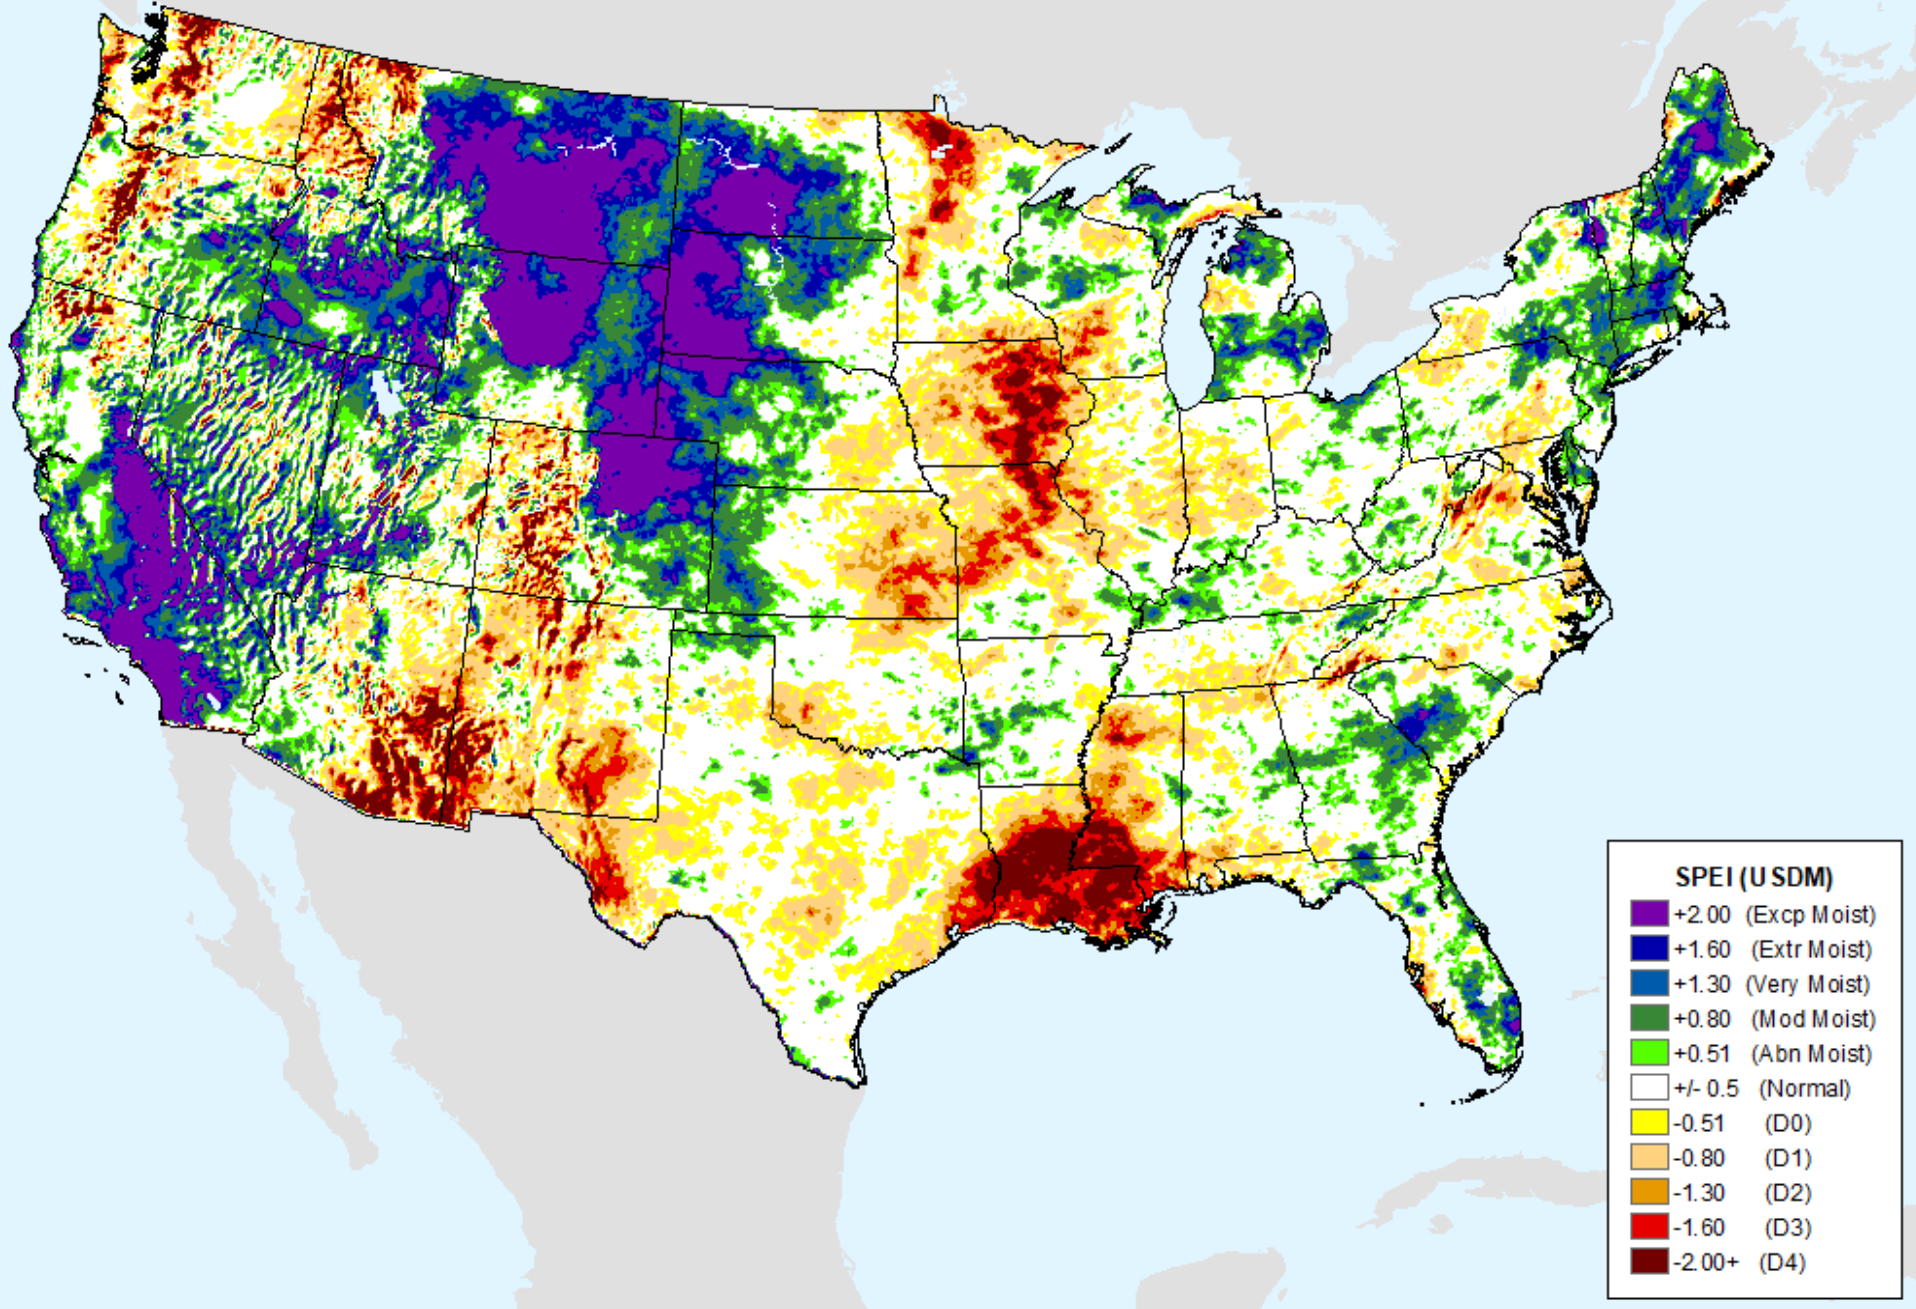 SPEI (USDM)
+2.00 (Excp Moist)
+1.60 (Extr Moist)
+1.30 (Very Moist)
+0.80 (Mod Moist)
+0.51 (Abn Moist)
+/- 0.5 (Normal)
-0.51 (D0)
-0.80 (D1)
-1.30 (D2)
-1.60 (D3)
-2.00+ (D4)